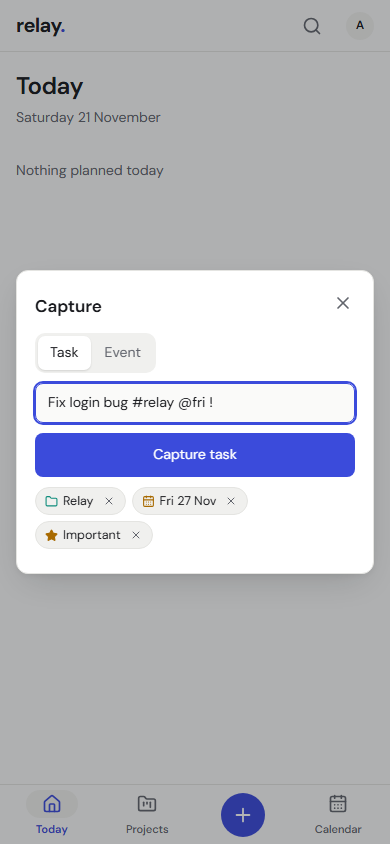 relay.
A
Today
Saturday 21 November
Nothing planned today
Capture
Task Event
Fix login bug #relay @fri !
Capture task
Relay Fri 27 Nov
Important
Today Projects Calendar